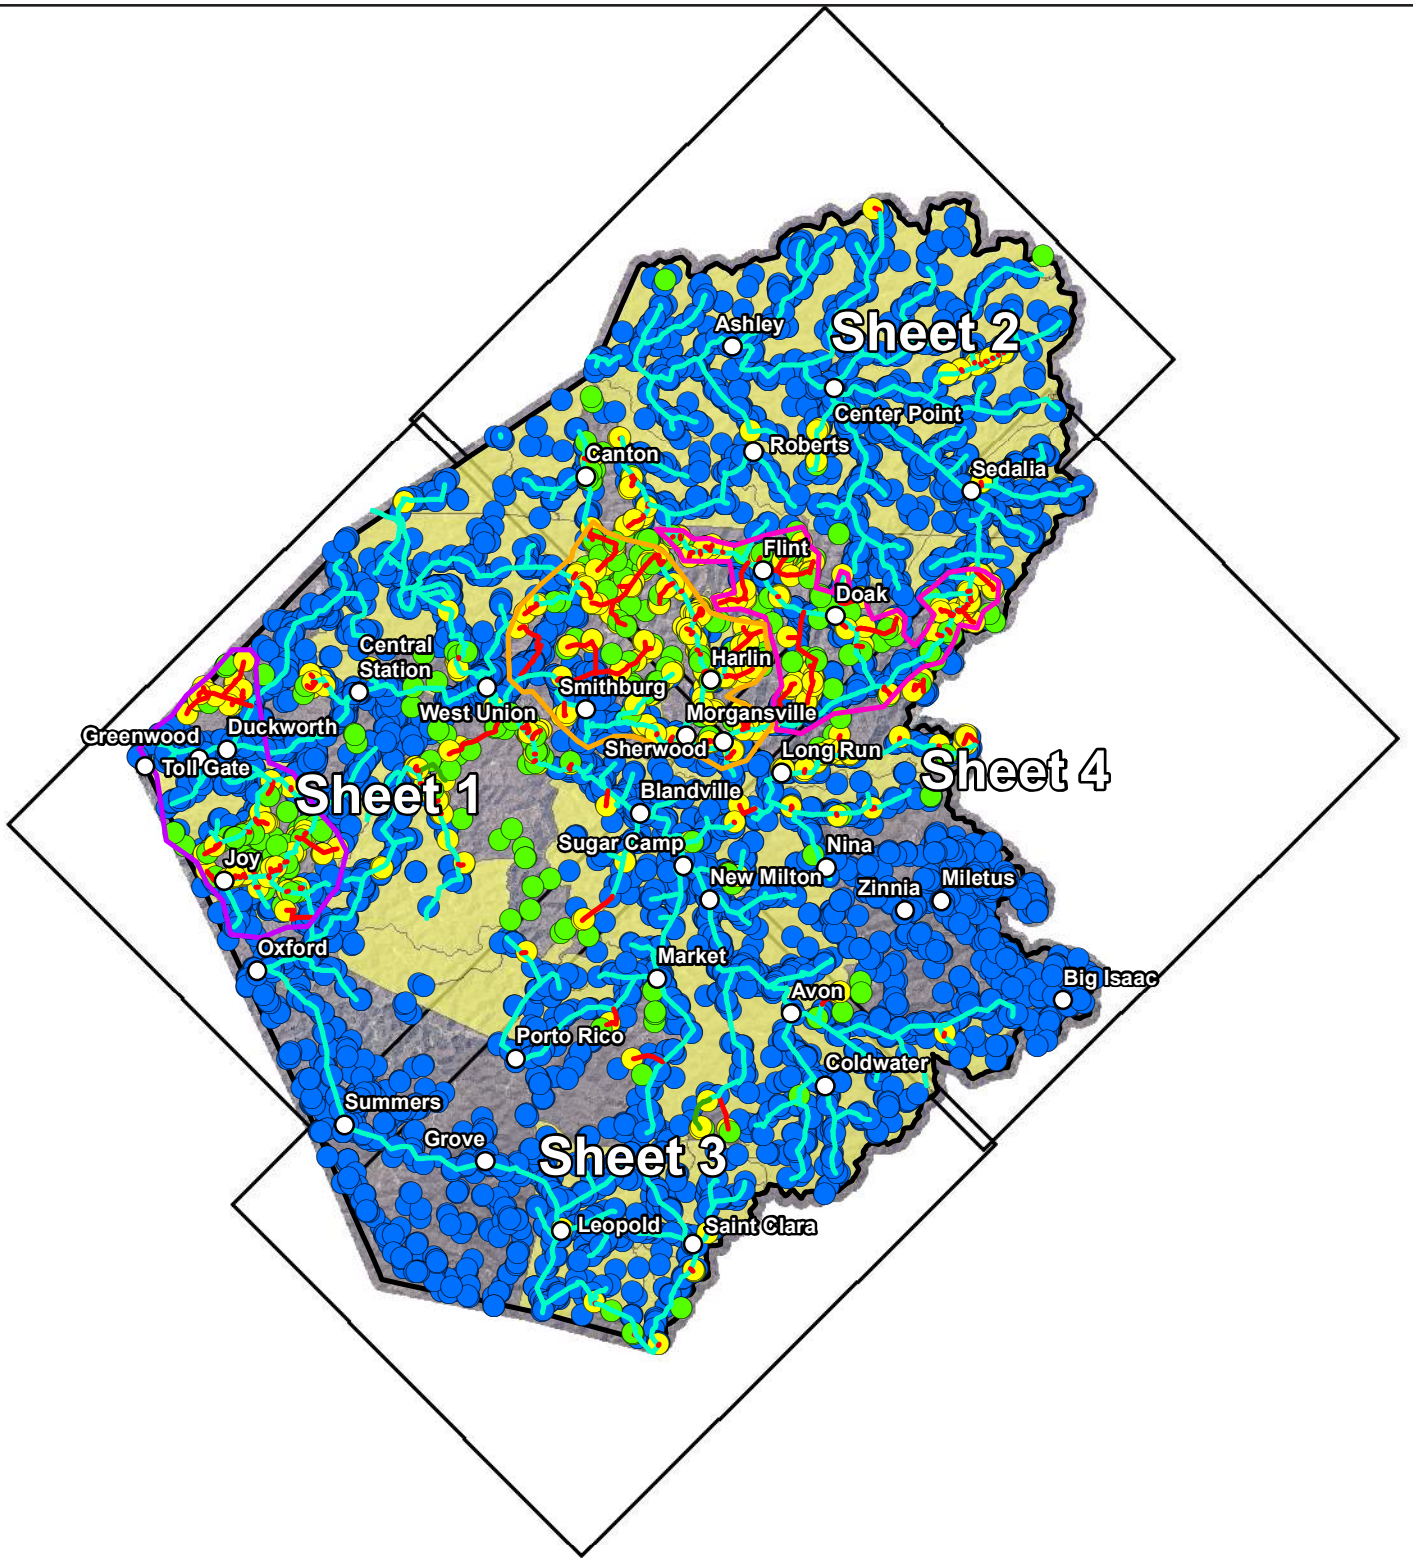 Ashley
Sheet 2
Center Point
Roberts
Canton
Sedalia
Flint
Doak
Central
Station
Harlin
Smithburg
West Union
Morgansville
Duckworth
Greenwood
Sherwood
Long Run
Toll Gate
Sheet 4
Sheet 1
Blandville
Sugar Camp
Nina
Joy
New Milton
Zinnia
Miletus
Oxford
Market
Big Isaac
Avon
Porto Rico
Coldwater
Summers
Grove
Sheet 3
Leopold
Saint Clara